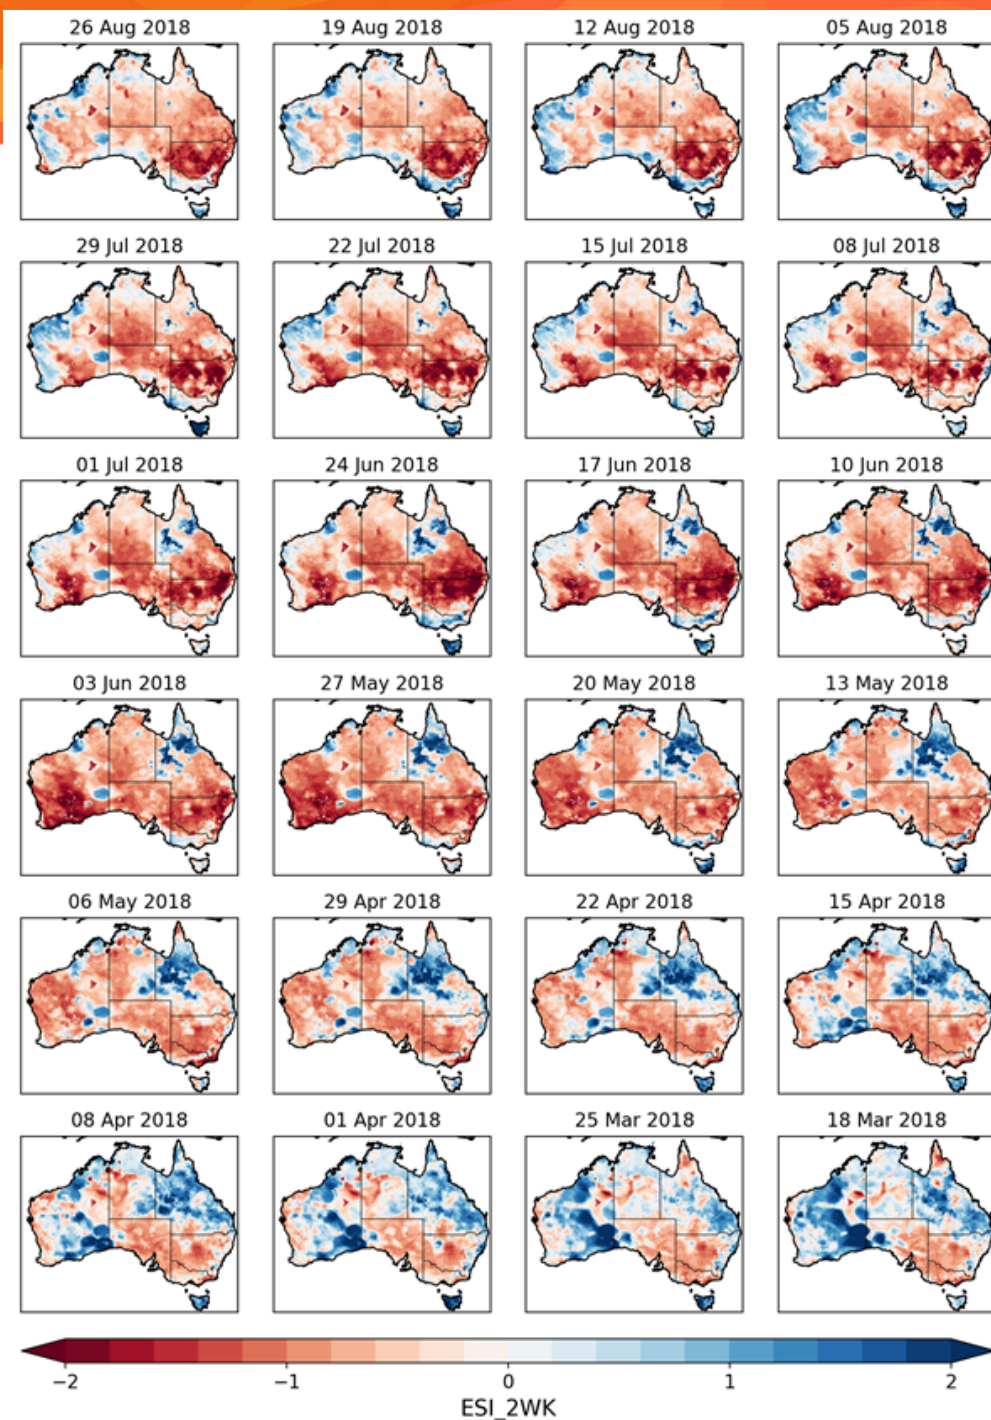 26 Aug 2018 19 Aug 2018 12 Aug 2018 05 Aug 2018
29 Jul 2018 22 Jul 2018 15 Jul 2018 08 Jul 2018
01 Jul 2018 24 Jun 2018 17 Jun 2018 10 Jun 2018
03 Jun 2018 27 May 2018 20 May 2018 13 May 2018
06 May 2018 29 Apr 2018 22 Apr 2018 15 Apr 2018
08 Apr 2018 01 Apr 2018 25 Mar 2018 18 Mar 2018
−2 −1 0 1 2
ESI_2WK